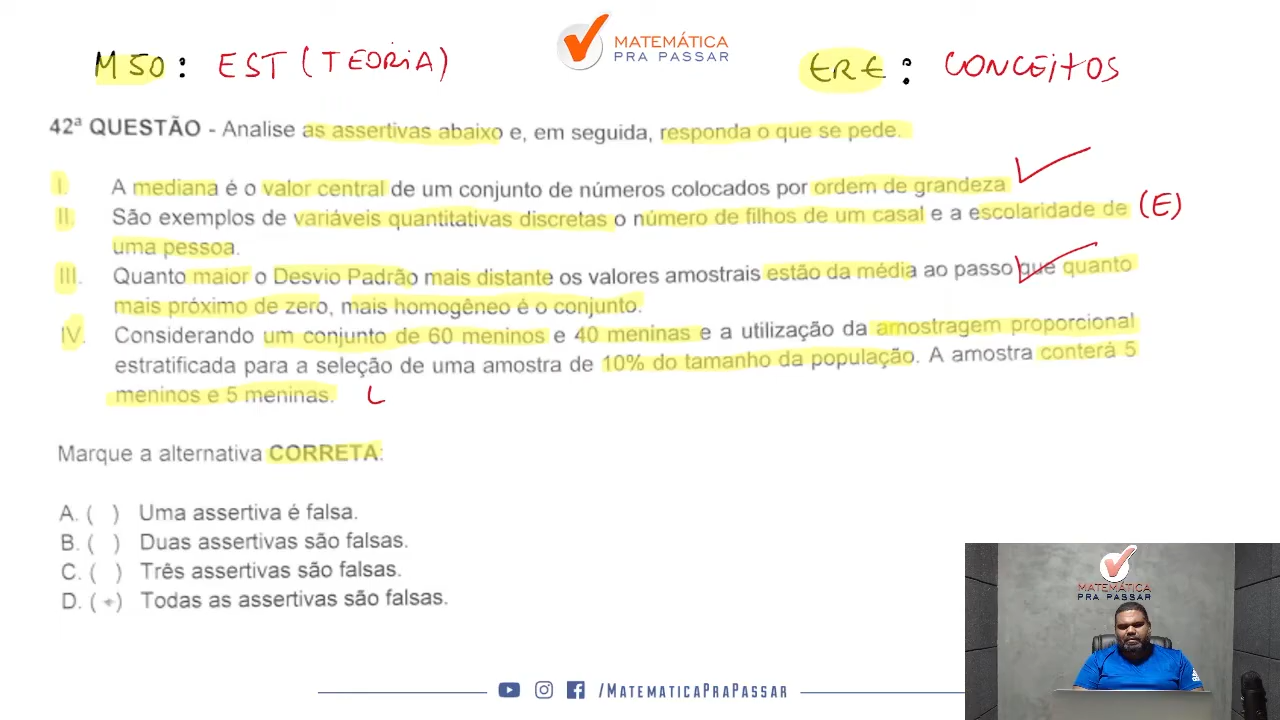 M50: EST (TEORIA)
MATEMÁTICA
PRA PASSAR
ERE: CONCEITOS
42ª QUESTÃO - Analise as assertivas abaixo e, em seguida, responda o que se pede.
I. A mediana é o valor central de um conjunto de números colocados por ordem de grandeza
II. São exemplos de variáveis quantitativas discretas o número de filhos de um casal e a escolaridade de (E)
uma pessoa.
III. Quanto maior o Desvio Padrão mais distante os valores amostrais estão da média ao passo que quanto
mais próximo de zero, mais homogêneo é o conjunto.
IV. Considerando um conjunto de 60 meninos e 40 meninas e a utilização da amostragem proporcional
estratificada para a seleção de uma amostra de 10% do tamanho da população. A amostra conterá 5
meninos e 5 meninas.
Marque a alternativa CORRETA:
A. ( ) Uma assertiva é falsa.
B. ( ) Duas assertivas são falsas.
C. ( ) Três assertivas são falsas.
D. ( ) Todas as assertivas são falsas.
MATEMÁTICA
PRA PASSAR
/MATEMATICAPRAPASSAR